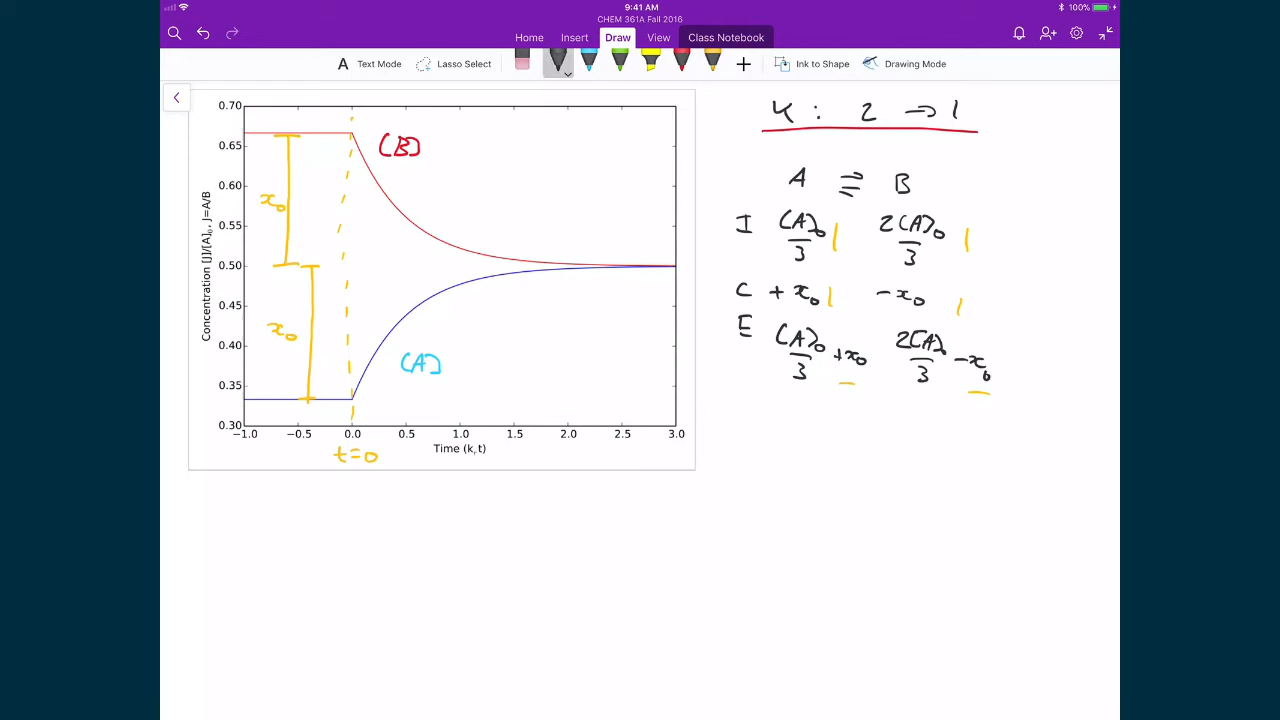 9:41 AM
100%
CHEM 361A Fall 2016
Home Insert Draw View Class Notebook
A Text Mode Lasso Select Ink to Shape Drawing Mode
K : 2 → 1
0.70
0.65
0.60
0.55
0.50
0.45
0.40
0.35
0.30
Concentration [J]/[A]₀, J=A/B
−1.0 −0.5 0.0 0.5 1.0 1.5 2.0 2.5 3.0
Time (k,t)
t=0
[B]
[A]
x₀
x₀
A ⇌ B
I [A]₀/3 2[A]₀/3
C + x₀ − x₀
E [A]₀/3 + x₀ 2[A]₀/3 − x₀